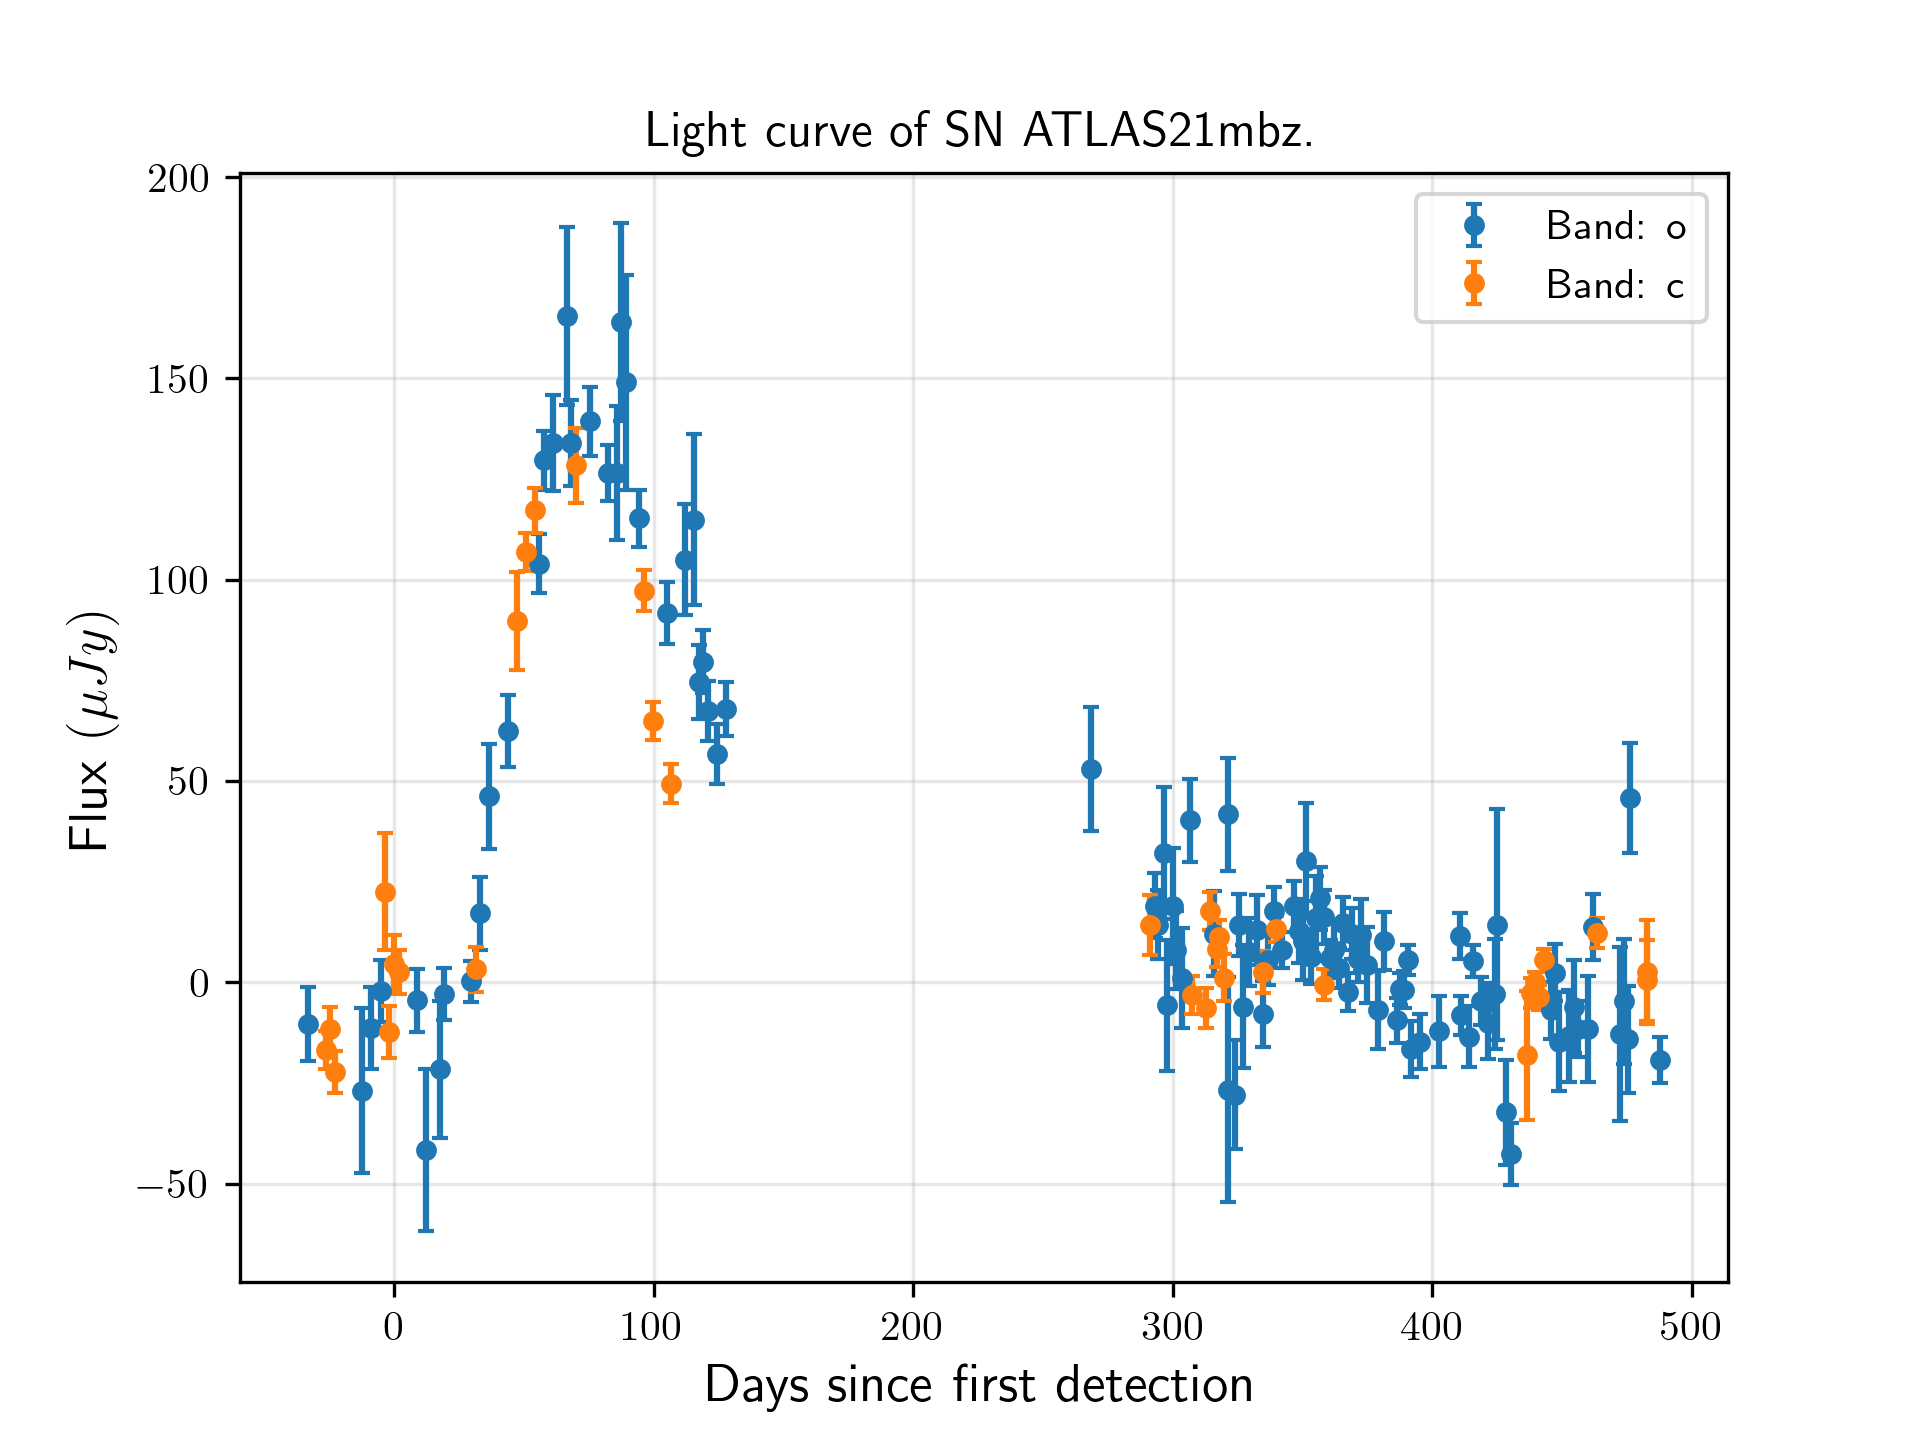 Light curve of SN ATLAS21mbz.
200
150
100
50
0
−50
Flux (μJy)
Band: o
Band: c
0 100 200 300 400 500
Days since first detection